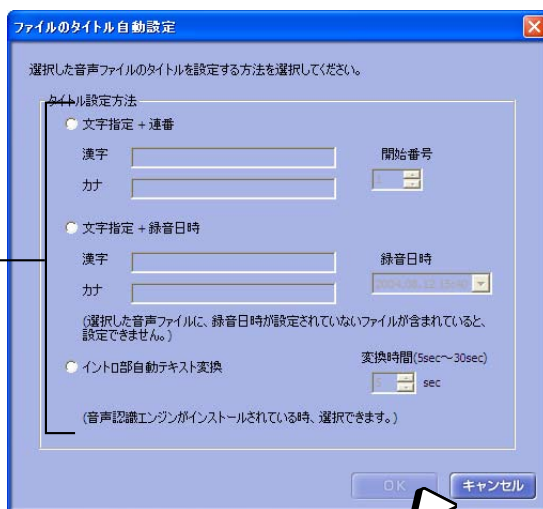 ファイルのタイトル自動設定
選択した音声ファイルのタイトルを設定する方法を選択してください。
タイトル設定方法
文字指定 + 連番
漢字
開始番号
カナ
1
文字指定 + 録音日時
漢字
録音日時
カナ
(選択した音声ファイルに、録音日時が設定されていないファイルが含まれていると、
設定できません。)
イントロ部自動テキスト変換
変換時間(5sec～30sec)
5 sec
(音声認識エンジンがインストールされている時、選択できます。)
OK キャンセル